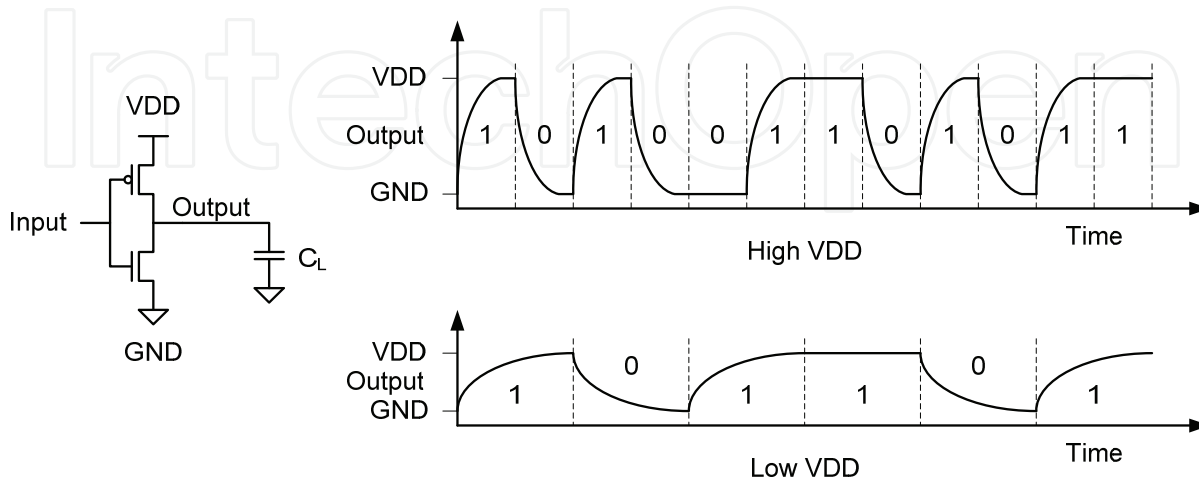 IntechOpen
VDD
Input
Output
CL
GND
VDD
Output
GND
1 0 1 0 0 1 1 0 1 0 1 1
Time
High VDD
VDD
Output
GND
1 0 1 1 0 1
Time
Low VDD